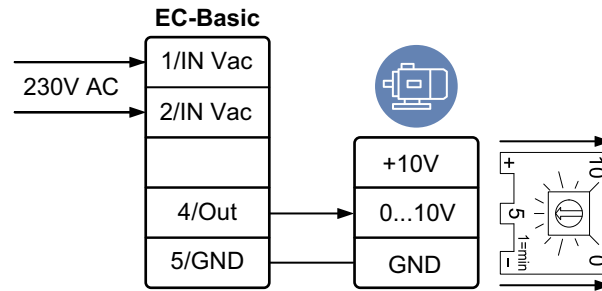 EC-Basic
230V AC
1/IN Vac
2/IN Vac
4/Out
5/GND
+10V
0...10V
GND
+
5
-
1=min
10
0